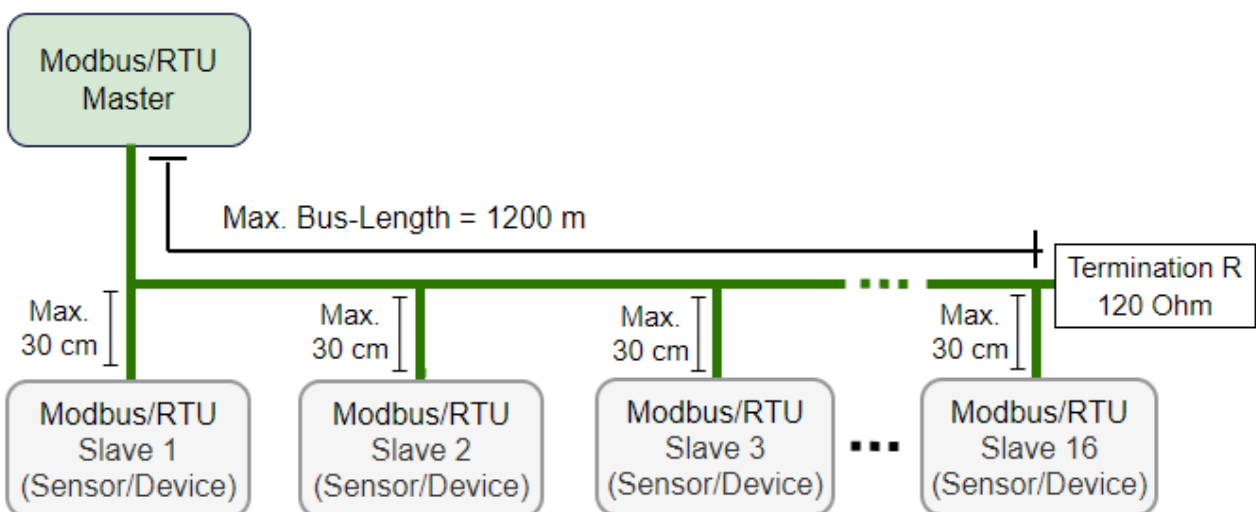 Modbus/RTU
Master
Max. Bus-Length = 1200 m
Termination R
120 Ohm
Max.
30 cm
Max.
30 cm
Max.
30 cm
Max.
30 cm
Modbus/RTU
Slave 1
(Sensor/Device)
Modbus/RTU
Slave 2
(Sensor/Device)
Modbus/RTU
Slave 3
(Sensor/Device)
Modbus/RTU
Slave 16
(Sensor/Device)